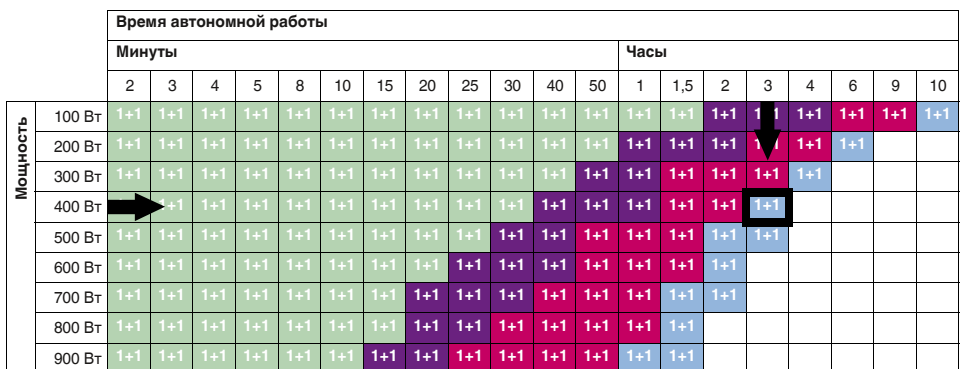 Время автономной работы
Минуты Часы
2 3 4 5 8 10 15 20 25 30 40 50 1 1,5 2 3 4 6 9 10
Мощность
100 Вт 1+1 1+1 1+1 1+1 1+1 1+1 1+1 1+1 1+1 1+1 1+1 1+1 1+1 1+1 1+1 1+1 1+1 1+1 1+1
200 Вт 1+1 1+1 1+1 1+1 1+1 1+1 1+1 1+1 1+1 1+1 1+1 1+1 1+1 1+1 1+1 1+1 1+1
300 Вт 1+1 1+1 1+1 1+1 1+1 1+1 1+1 1+1 1+1 1+1 1+1 1+1 1+1 1+1 1+1 1+1 1+1
400 Вт 1+1 1+1 1+1 1+1 1+1 1+1 1+1 1+1 1+1 1+1 1+1 1+1 1+1 1+1
500 Вт 1+1 1+1 1+1 1+1 1+1 1+1 1+1 1+1 1+1 1+1 1+1 1+1 1+1 1+1 1+1 1+1
600 Вт 1+1 1+1 1+1 1+1 1+1 1+1 1+1 1+1 1+1 1+1 1+1 1+1 1+1 1+1 1+1
700 Вт 1+1 1+1 1+1 1+1 1+1 1+1 1+1 1+1 1+1 1+1 1+1 1+1 1+1 1+1 1+1
800 Вт 1+1 1+1 1+1 1+1 1+1 1+1 1+1 1+1 1+1 1+1 1+1 1+1 1+1 1+1
900 Вт 1+1 1+1 1+1 1+1 1+1 1+1 1+1 1+1 1+1 1+1 1+1 1+1 1+1 1+1